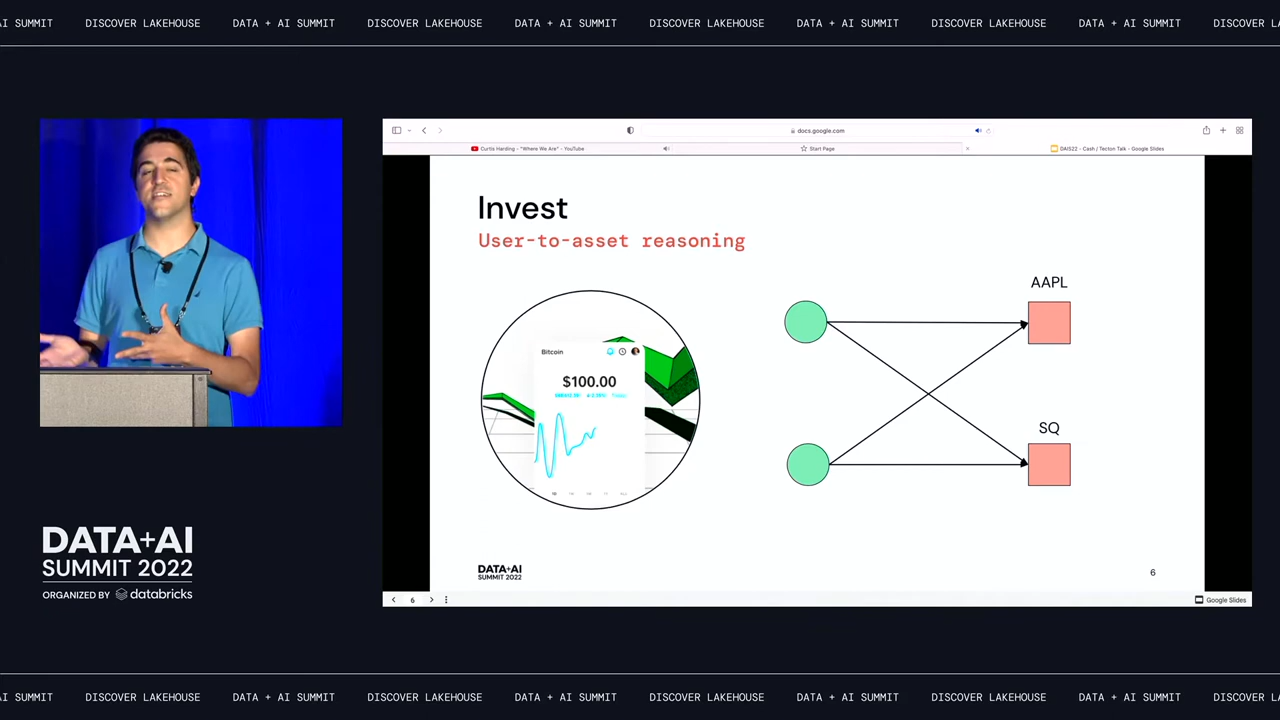 AI SUMMIT DISCOVER LAKEHOUSE DATA + AI SUMMIT DISCOVER LAKEHOUSE DATA + AI SUMMIT DISCOVER LAKEHOUSE DATA + AI SUMMIT DISCOVER LAKEHOUSE DATA + AI SUMMIT DISCOVER
docs.google.com
Curtis Harding - "Where We Are" - YouTube
Start Page
DAIS22 - Cash / Tecton Talk - Google Slides
Invest
User-to-asset reasoning
Bitcoin
$100.00
AAPL
SQ
DATA+AI
SUMMIT 2022
6
6
Google Slides
DATA+AI
SUMMIT 2022
ORGANIZED BY databricks
AI SUMMIT DISCOVER LAKEHOUSE DATA + AI SUMMIT DISCOVER LAKEHOUSE DATA + AI SUMMIT DISCOVER LAKEHOUSE DATA + AI SUMMIT DISCOVER LAKEHOUSE DATA + AI SUMMIT DISCOVER